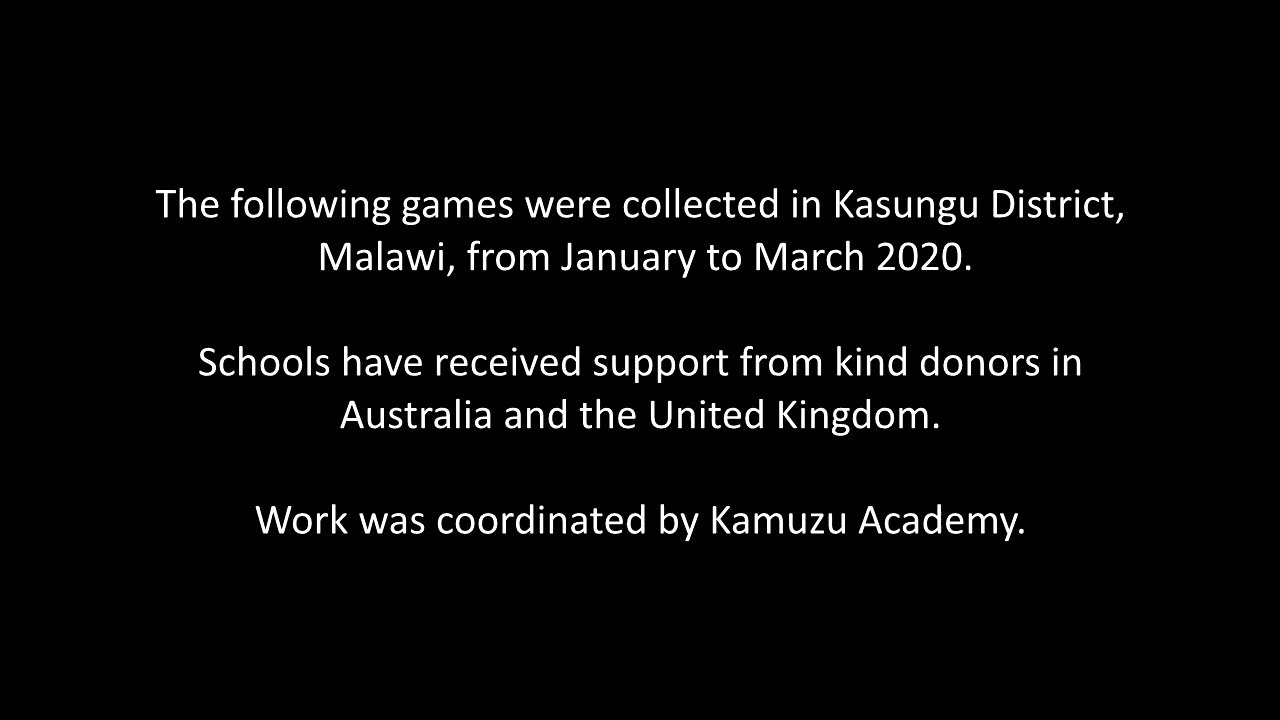 The following games were collected in Kasungu District,
Malawi, from January to March 2020.
Schools have received support from kind donors in
Australia and the United Kingdom.
Work was coordinated by Kamuzu Academy.